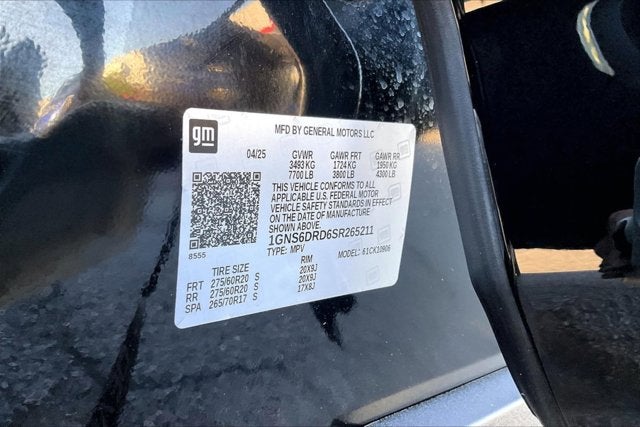 gm
MFD BY GENERAL MOTORS LLC
04/25 GVWR GAWR FRT GAWR RR
3493 KG 1724 KG 1950 KG
7700 LB 3800 LB 4300 LB
THIS VEHICLE CONFORMS TO ALL
APPLICABLE U.S. FEDERAL MOTOR
VEHICLE SAFETY STANDARDS IN EFFECT
ON THE DATE OF MANUFACTURE
SHOWN ABOVE.
1GNS6DRD6SR265211
8555 TYPE: MPV MODEL: 61CK10906
TIRE SIZE RIM
FRT 275/60R20 S 20X9J
RR 275/60R20 S 20X9J
SPA 265/70R17 S 17X8J